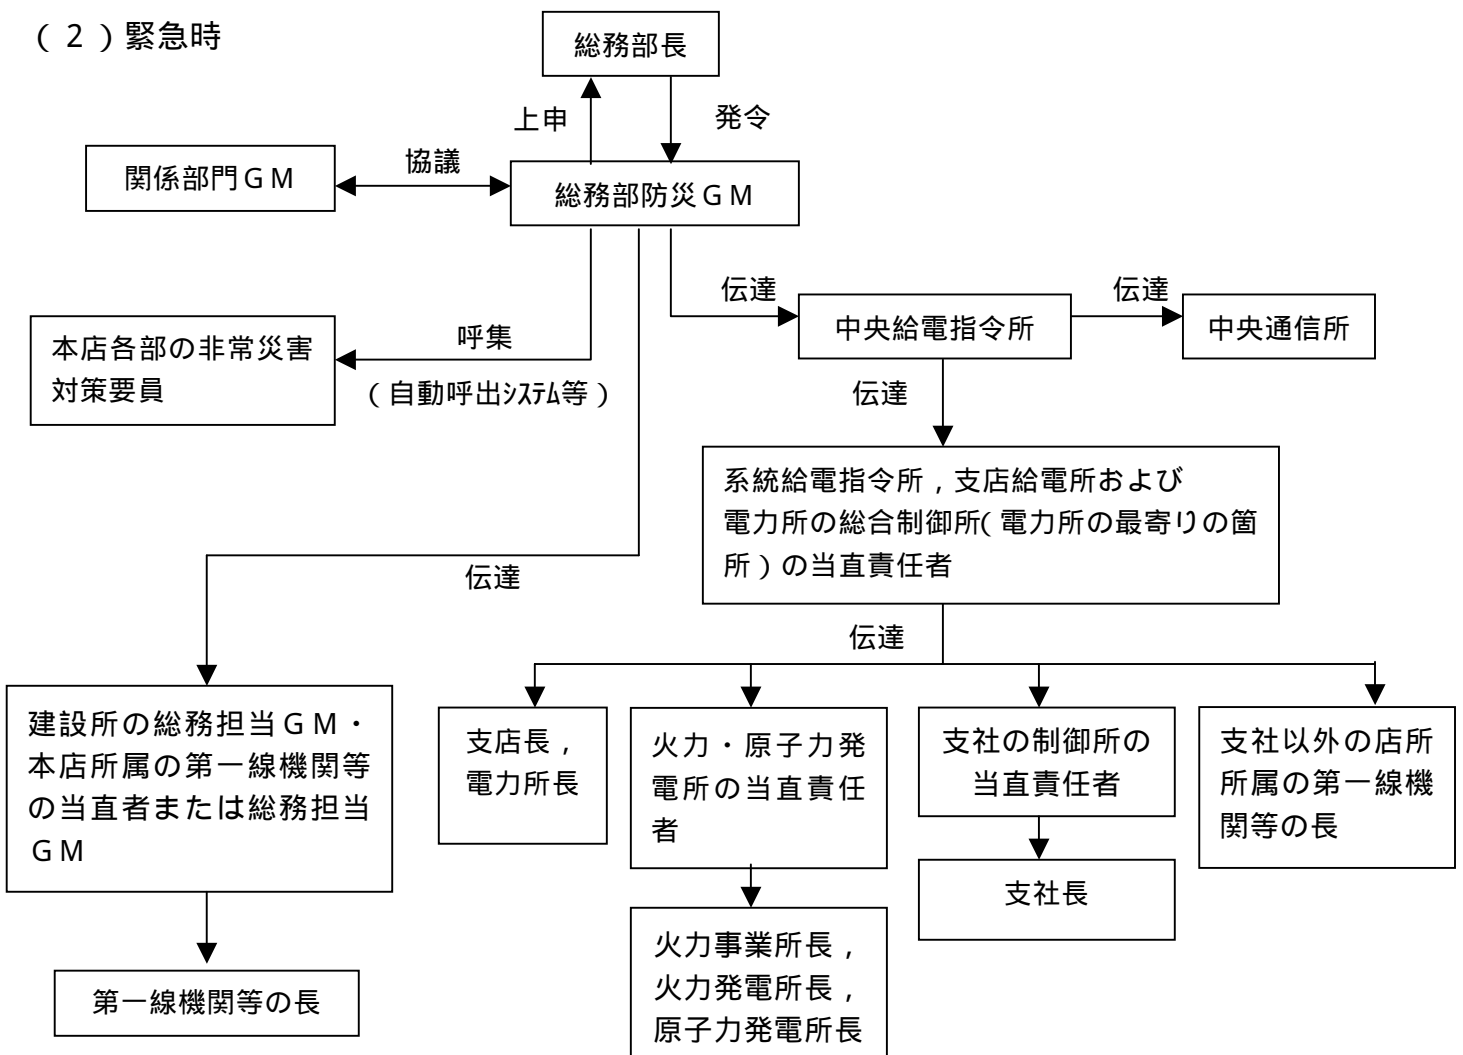 （２）緊急時
総務部長
上申
発令
関係部門ＧＭ
協議
総務部防災ＧＭ
伝達
中央給電指令所
伝達
中央通信所
本店各部の非常災害
対策要員
呼集
（自動呼出ｼｽﾃﾑ等）
伝達
系統給電指令所，支店給電所および
電力所の総合制御所（電力所の最寄りの箇
所）の当直責任者
伝達
伝達
建設所の総務担当ＧＭ・
本店所属の第一線機関等
の当直者または総務担当
ＧＭ
支店長，
電力所長
火力・原子力発
電所の当直責任
者
支社の制御所の
当直責任者
支社以外の店所
所属の第一線機
関等の長
支社長
第一線機関等の長
火力事業所長，
火力発電所長，
原子力発電所長